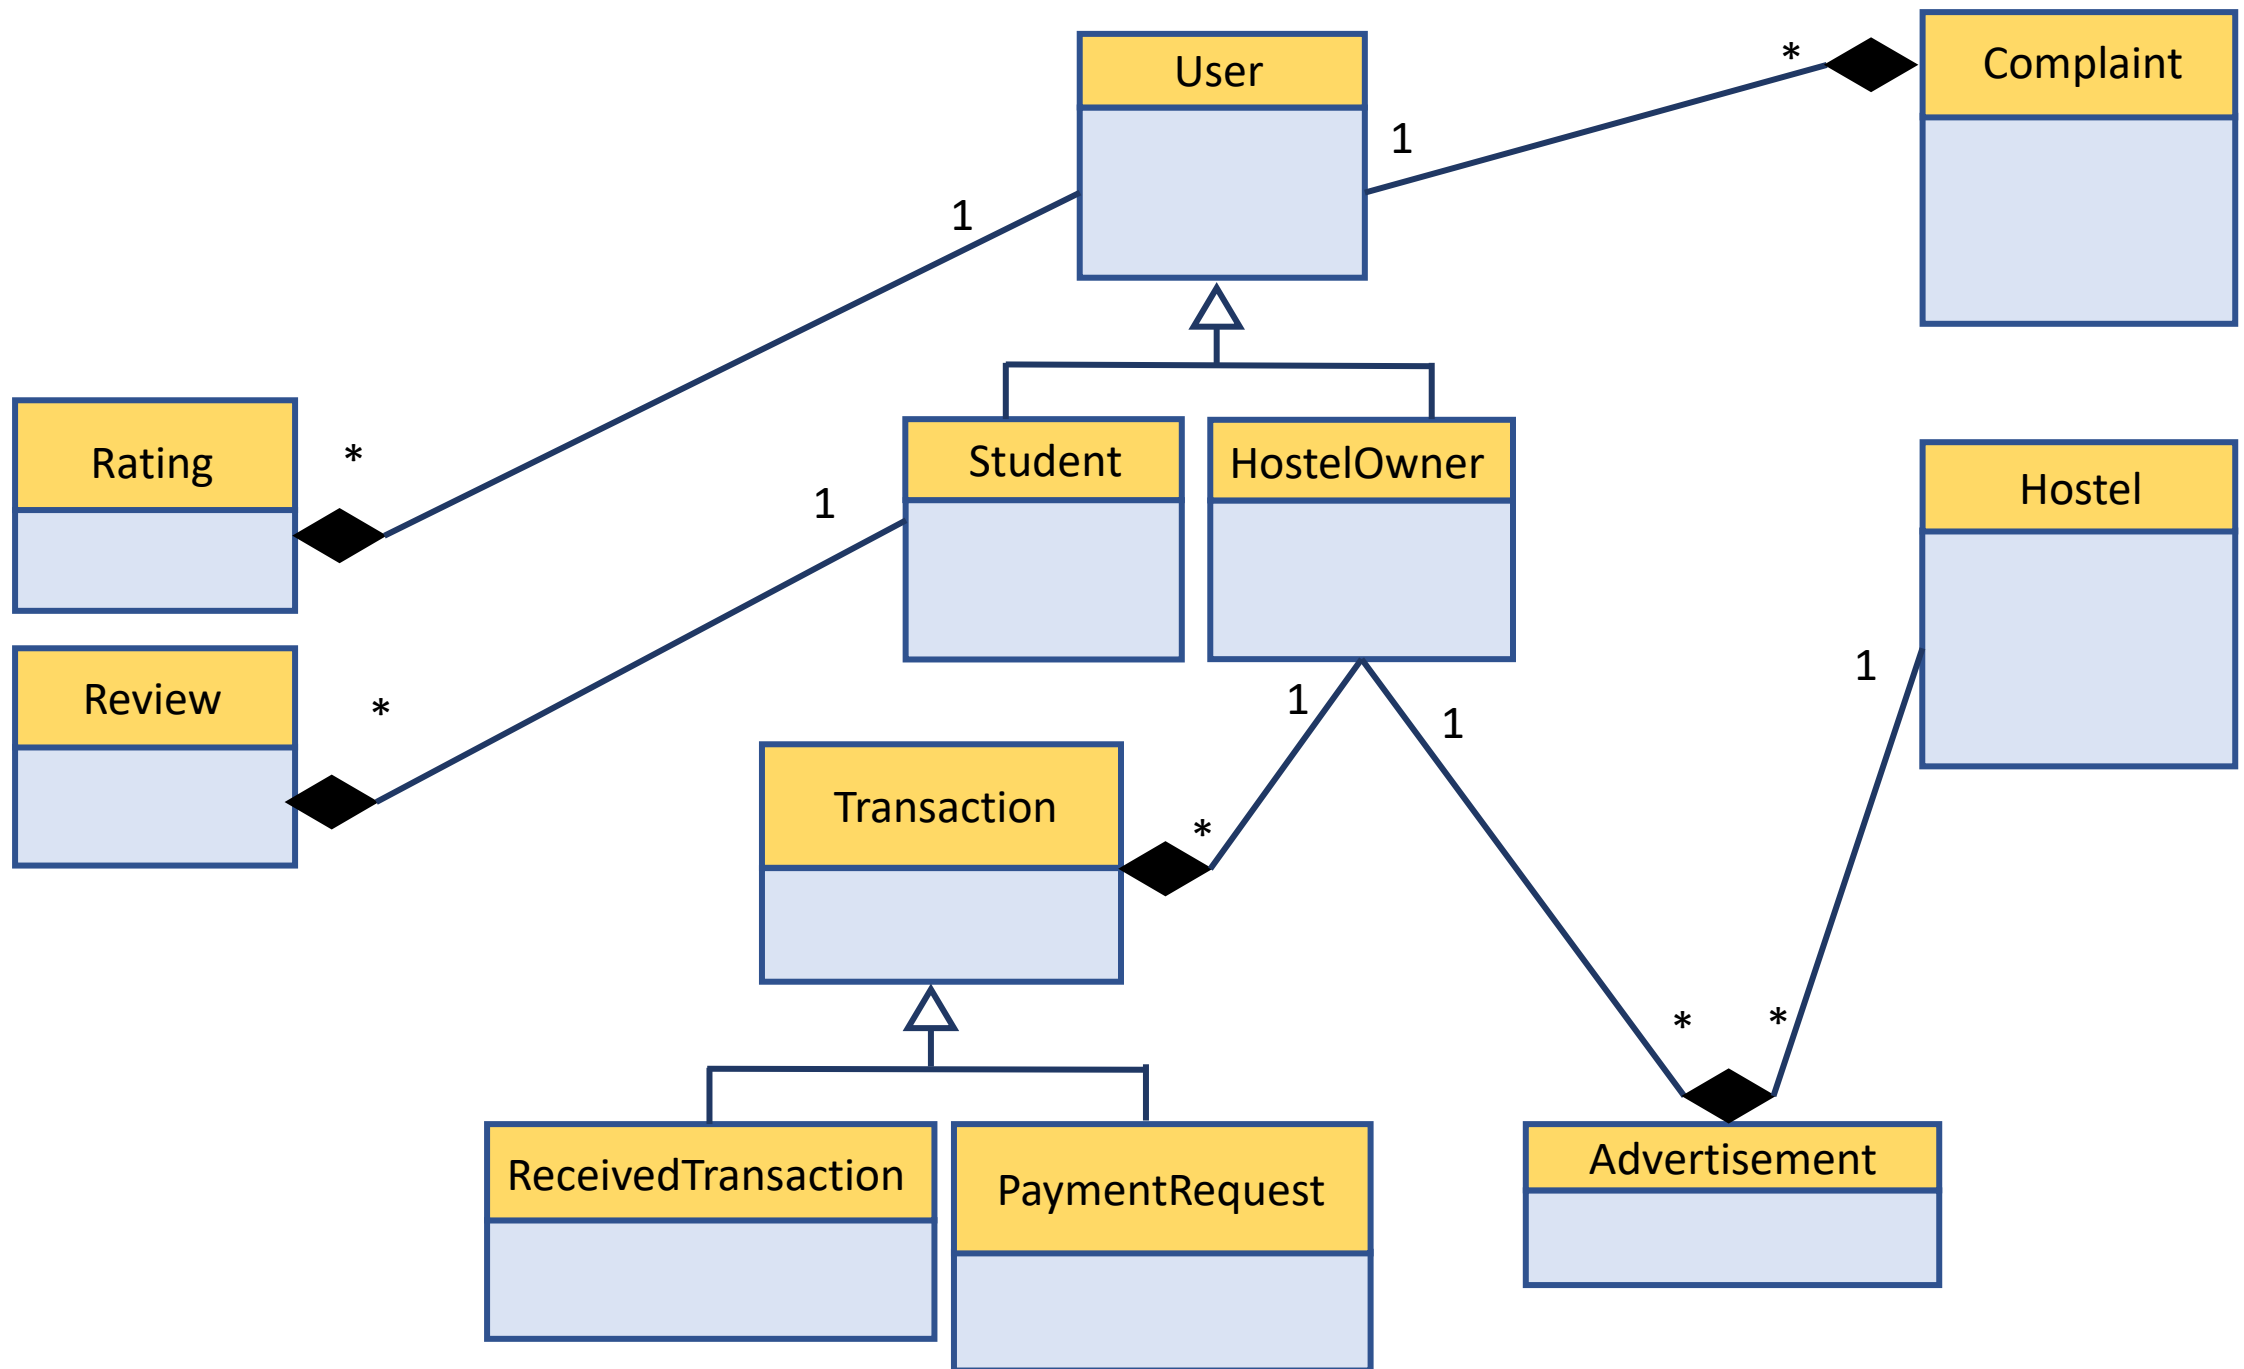 User
Complaint
*
1
1
Rating
*
Student
HostelOwner
Hostel
1
Review
*
1
1
1
Transaction
*
*
*
ReceivedTransaction
PaymentRequest
Advertisement